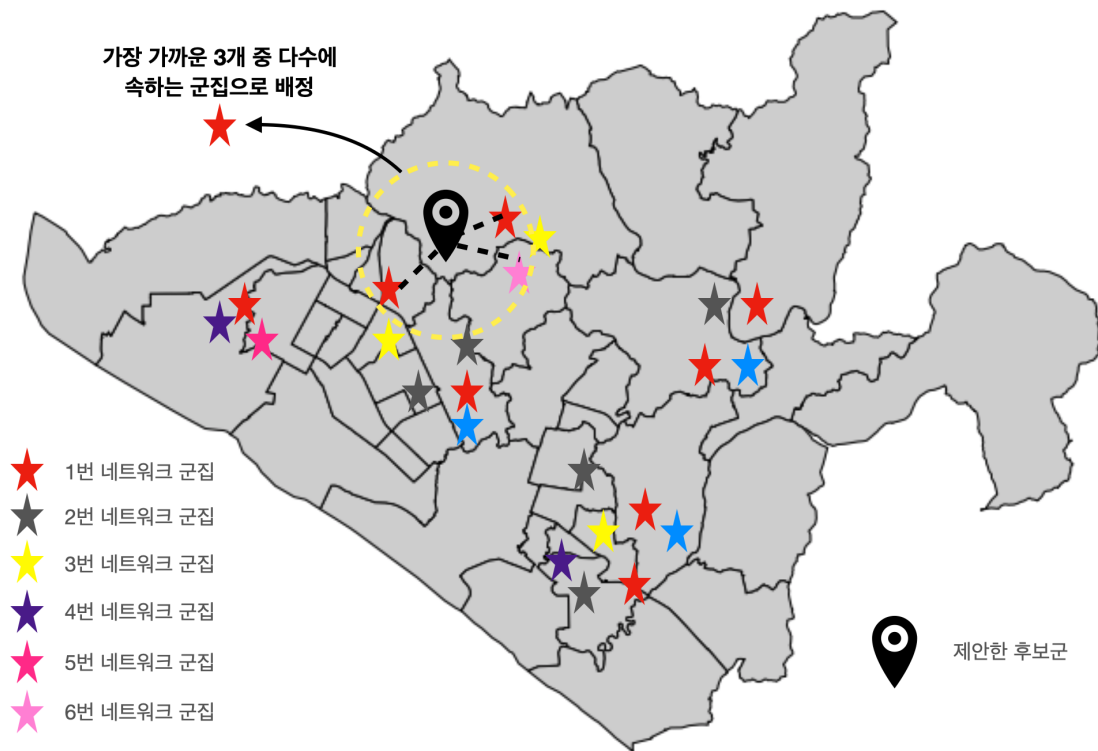 가장 가까운 3개 중 다수에
속하는 군집으로 배정
1번 네트워크 군집
2번 네트워크 군집
3번 네트워크 군집
4번 네트워크 군집
5번 네트워크 군집
6번 네트워크 군집
제안한 후보군